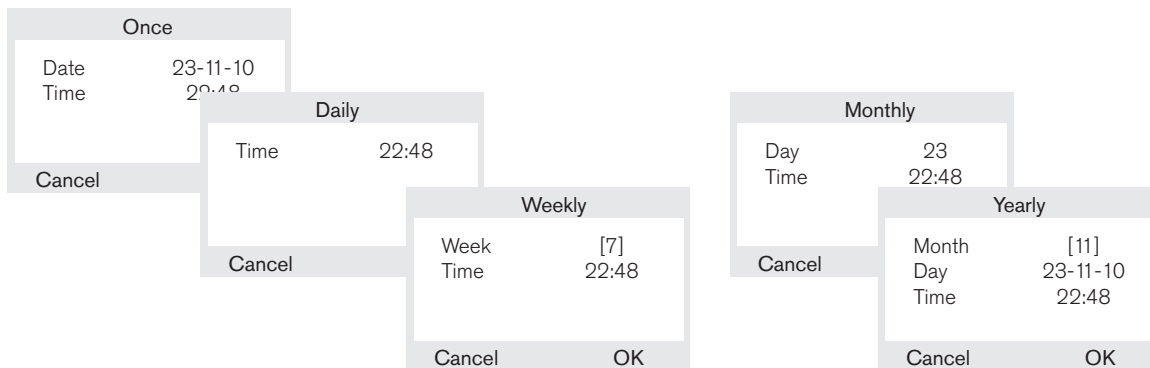 Once
Date 23-11-10
Time 22:48
Cancel
Daily
Time 22:48
Cancel
Weekly
Week [7]
Time 22:48
Cancel OK
Monthly
Day 23
Time 22:48
Cancel
Yearly
Month [11]
Day 23-11-10
Time 22:48
Cancel OK